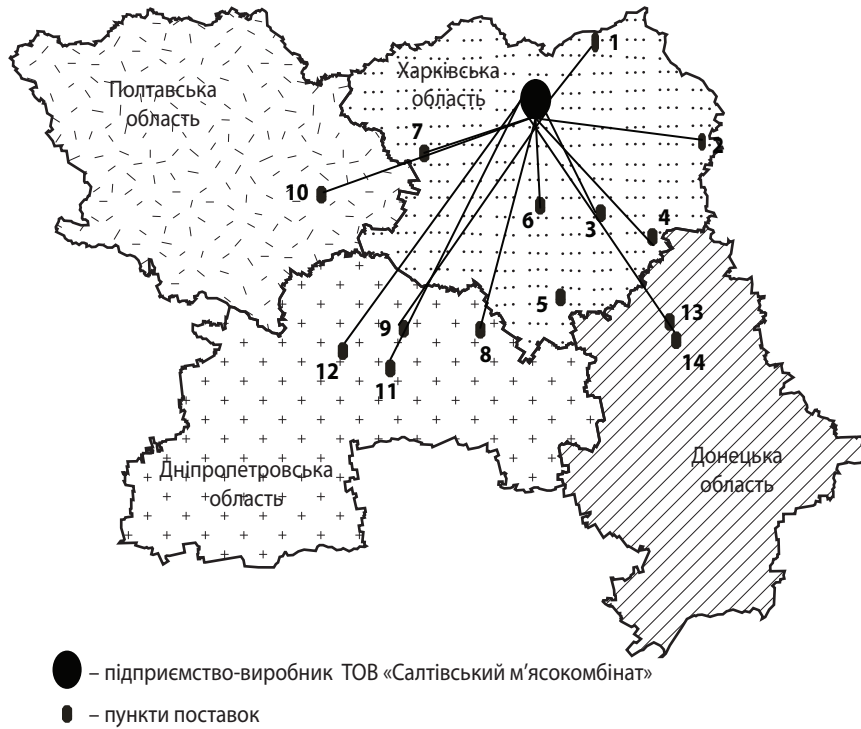 1
Харківська
область
Полтавська
область
7
2
10
6
3
4
5
13
9
8
14
12
11
Дніпропетровська
область
Донецька
область
– підприємство-виробник ТОВ «Салтівський м’ясокомбінат»
– пункти поставок